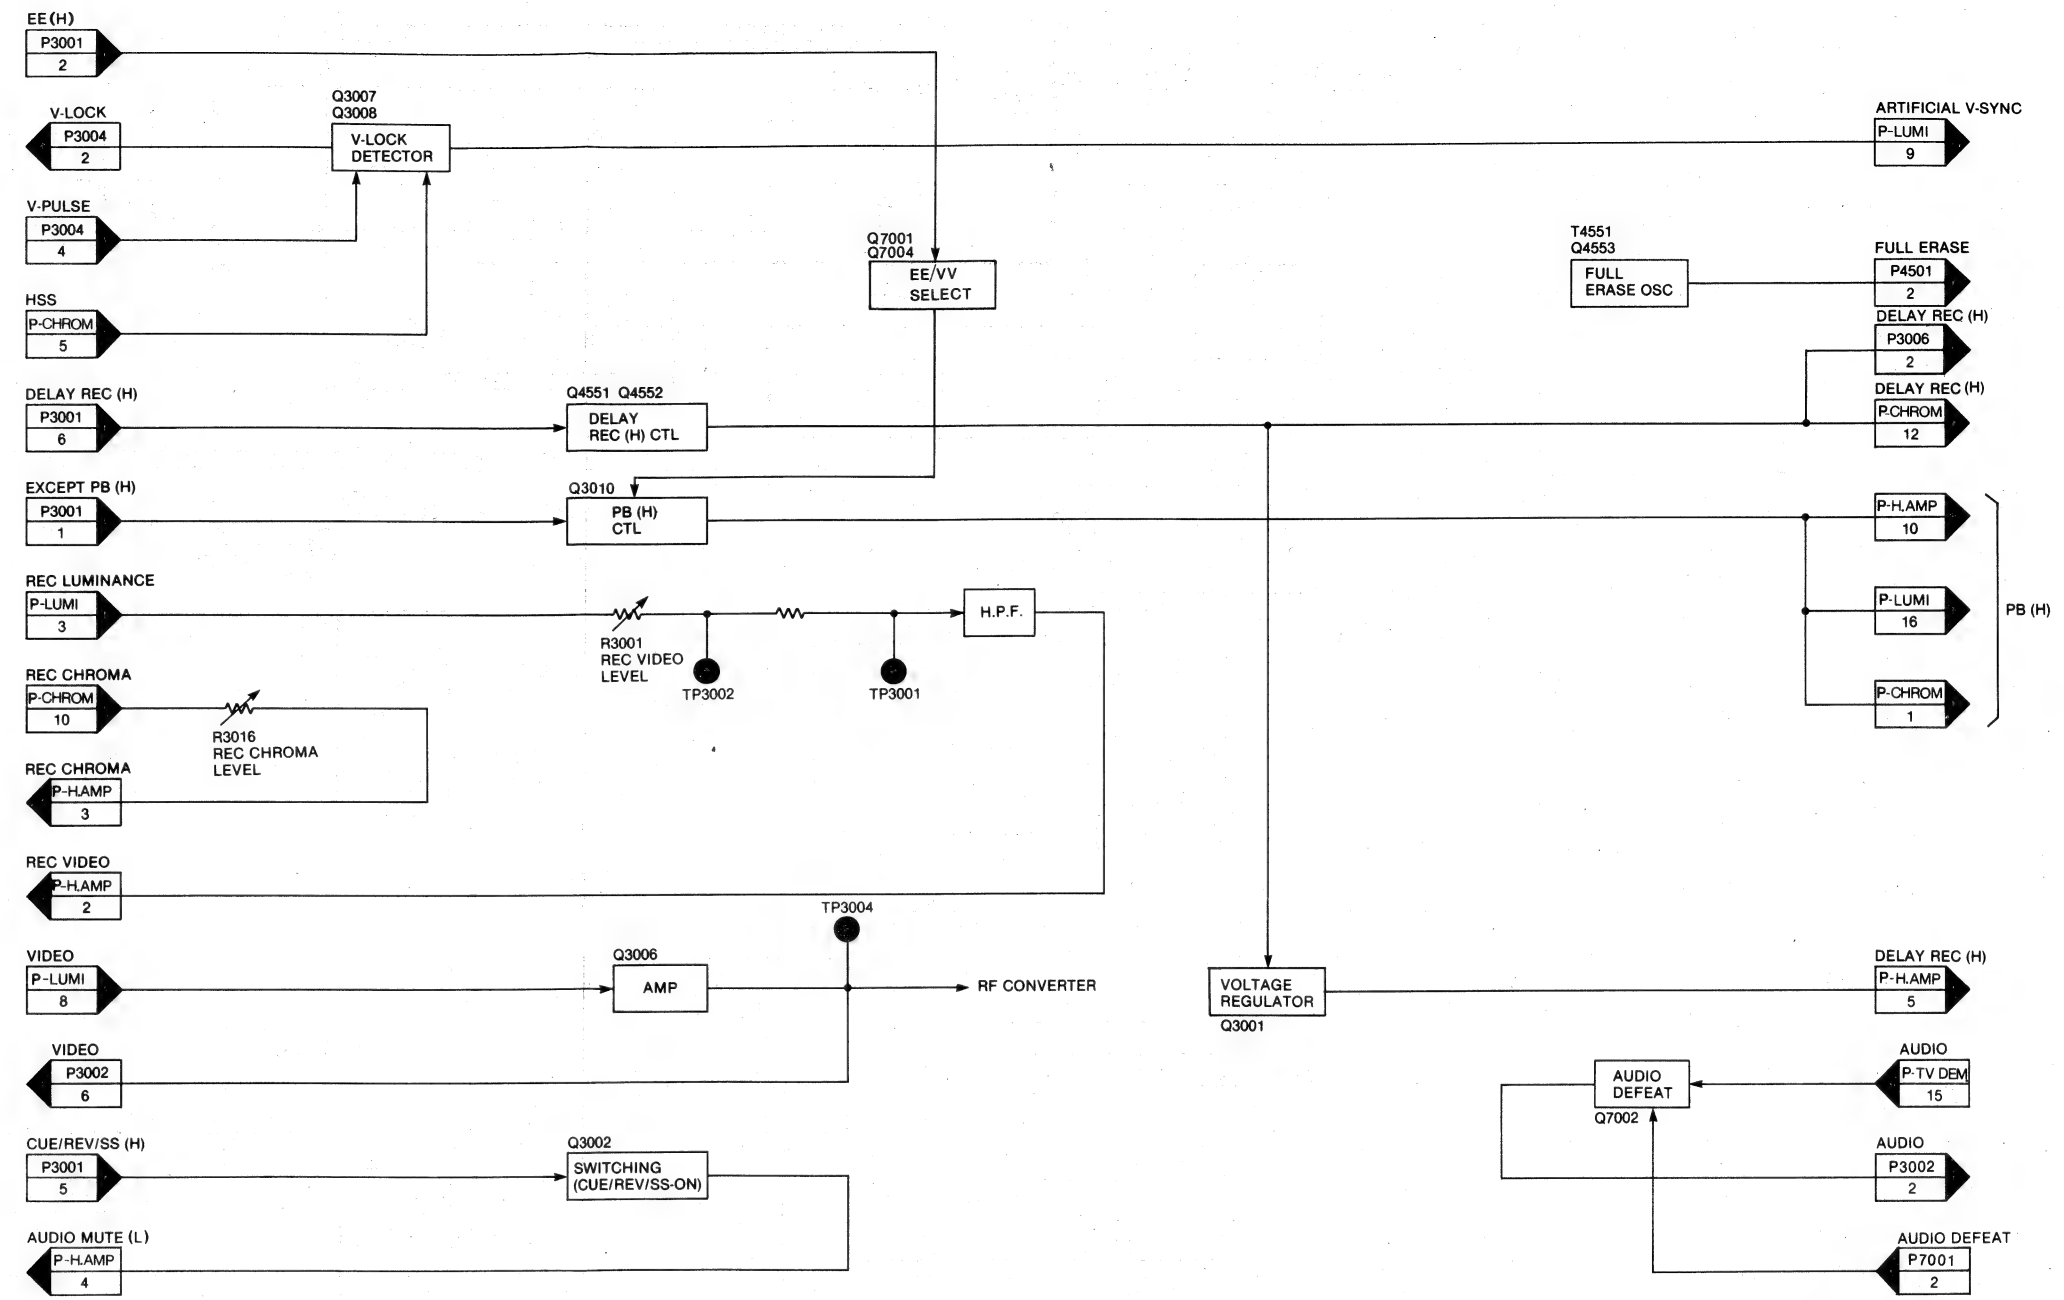 EE (H)
P3001
2
V-LOCK
P3004
2
Q3007
Q3008
V-LOCK
DETECTOR
ARTIFICIAL V-SYNC
P-LUMI
9
V-PULSE
P3004
4
Q7001
Q7004
EE/VV
SELECT
T4551
Q4553
FULL
ERASE OSC
FULL ERASE
P4501
2
HSS
P-CHROM
5
DELAY REC (H)
P3006
2
DELAY REC (H)
P3001
6
Q4551 Q4552
DELAY
REC (H) CTL
DELAY REC (H)
P-CHROM
12
EXCEPT PB (H)
P3001
1
Q3010
PB (H)
CTL
P-H.AMP
10
REC LUMINANCE
P-LUMI
3
R3001
REC VIDEO
LEVEL
TP3002
TP3001
H.P.F.
P-LUMI
16
PB (H)
REC CHROMA
P-CHROM
10
R3016
REC CHROMA
LEVEL
P-CHROM
1
REC CHROMA
P-H.AMP
3
REC VIDEO
P-H.AMP
2
TP3004
VIDEO
P-LUMI
8
Q3006
AMP
RF CONVERTER
VOLTAGE
REGULATOR
Q3001
DELAY REC (H)
P-H.AMP
5
VIDEO
P3002
6
AUDIO
DEFEAT
Q7002
AUDIO
P-TV DEM
15
CUE/REV/SS (H)
P3001
5
Q3002
SWITCHING
(CUE/REV/SS-ON)
AUDIO
P3002
2
AUDIO MUTE (L)
P-H.AMP
4
AUDIO DEFEAT
P7001
2